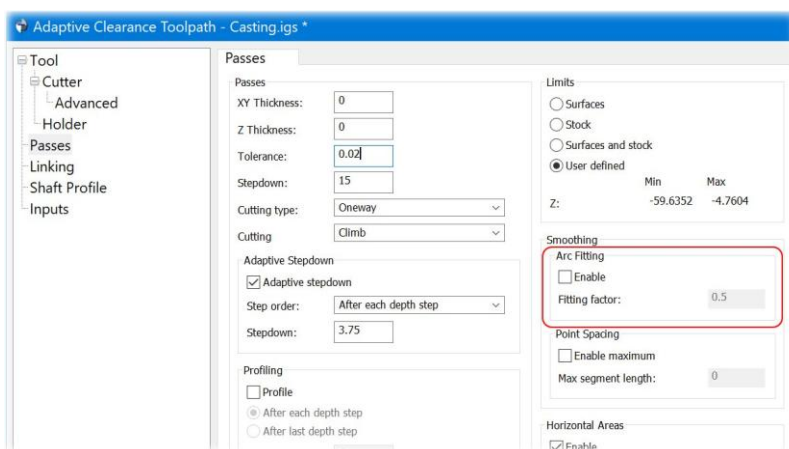 Adaptive Clearance Toolpath - Casting.igs *
Tool
Cutter
Advanced
Holder
Passes
Linking
Shaft Profile
Inputs
Passes
Passes
XY Thickness: 0
Z Thickness: 0
Tolerance: 0.02
Stepdown: 15
Cutting type: Oneway
Cutting Climb
Adaptive Stepdown
Adaptive stepdown
Step order: After each depth step
Stepdown: 3.75
Profiling
Profile
After each depth step
After last depth step
Limits
Surfaces
Stock
Surfaces and stock
User defined
Min Max
Z: -59.6352 -4.7604
Smoothing
Arc Fitting
Enable
Fitting factor: 0.5
Point Spacing
Enable maximum
Max segment length: 0
Horizontal Areas
Enable